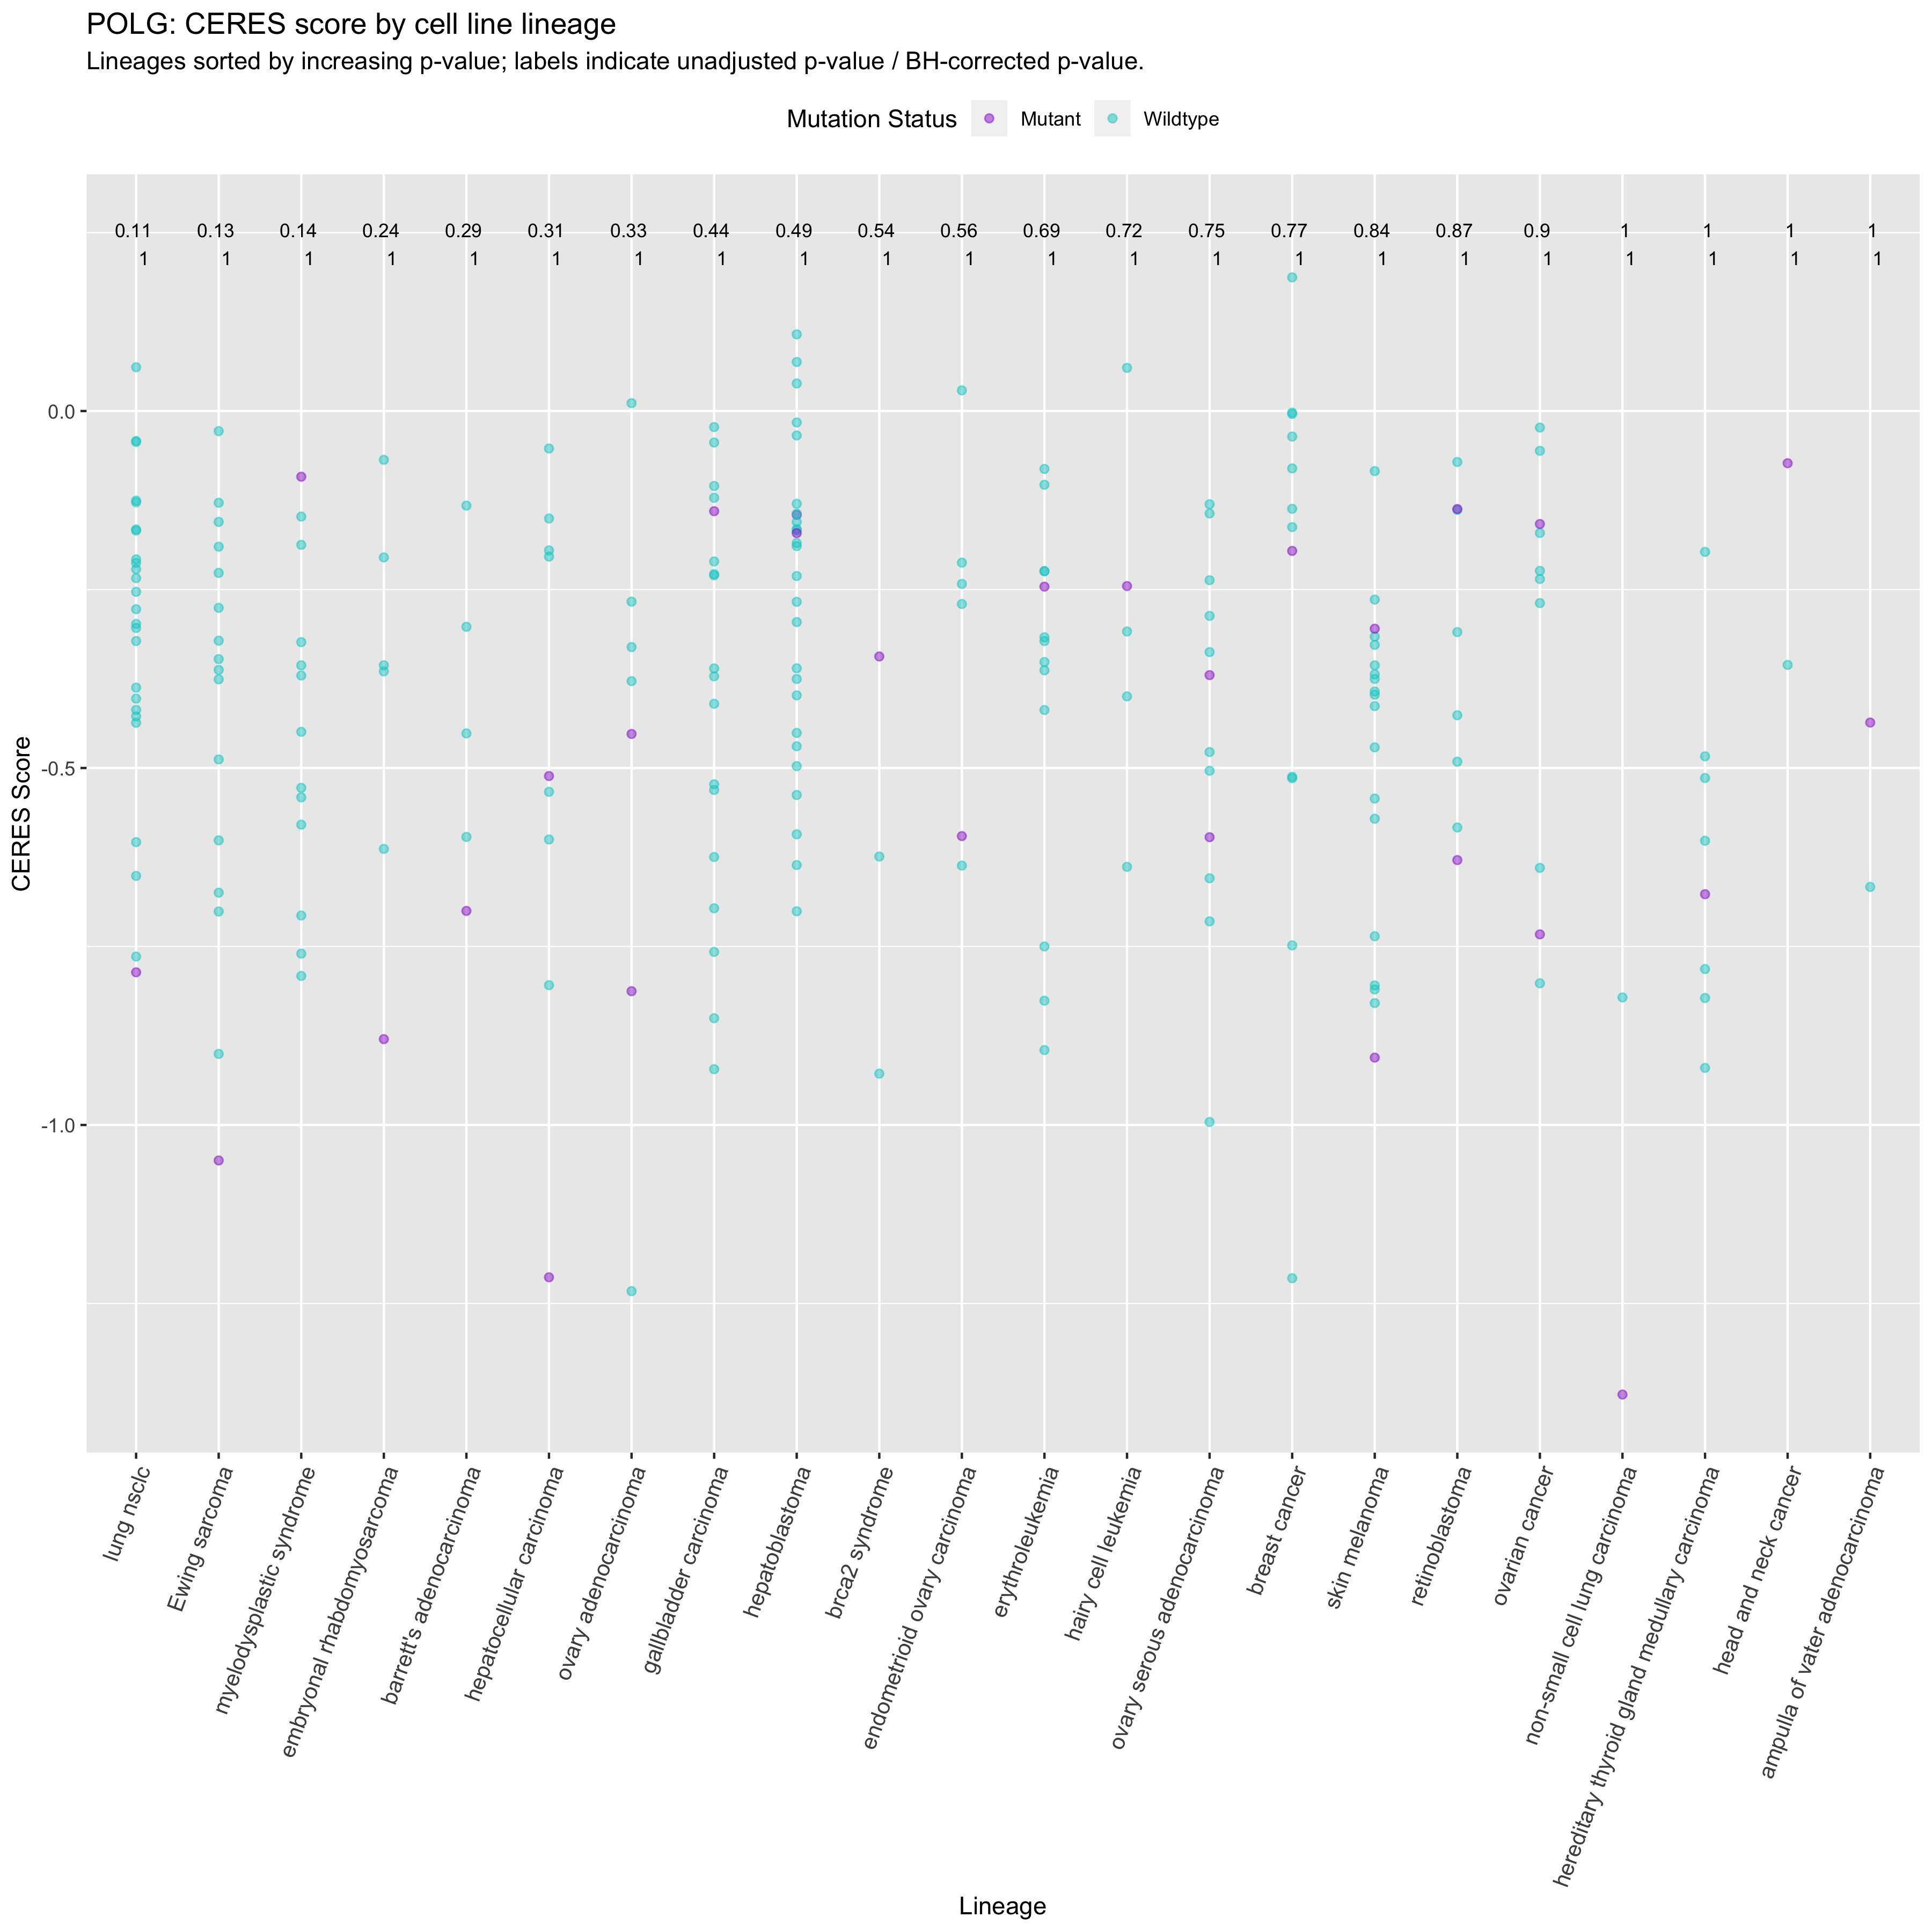 POLG: CERES score by cell line lineage
Lineages sorted by increasing p-value; labels indicate unadjusted p-value / BH-corrected p-value.
Mutation Status Mutant Wildtype
0.11 0.13 0.14 0.24 0.29 0.31 0.33 0.44 0.49 0.54 0.56 0.69 0.72 0.75 0.77 0.84 0.87 0.9 1 1 1 1
1 1 1 1 1 1 1 1 1 1 1 1 1 1 1 1 1 1 1 1 1 1
0.0
-0.5
-1.0
CERES Score
lung nsclc
Ewing sarcoma
myelodysplastic syndrome
embryonal rhabdomyosarcoma
barrett's adenocarcinoma
hepatocellular carcinoma
ovary adenocarcinoma
gallbladder carcinoma
hepatoblastoma
brca2 syndrome
endometrioid ovary carcinoma
erythroleukemia
hairy cell leukemia
ovary serous adenocarcinoma
breast cancer
skin melanoma
retinoblastoma
ovarian cancer
non-small cell lung carcinoma
hereditary thyroid gland medullary carcinoma
head and neck cancer
ampulla of vater adenocarcinoma
Lineage